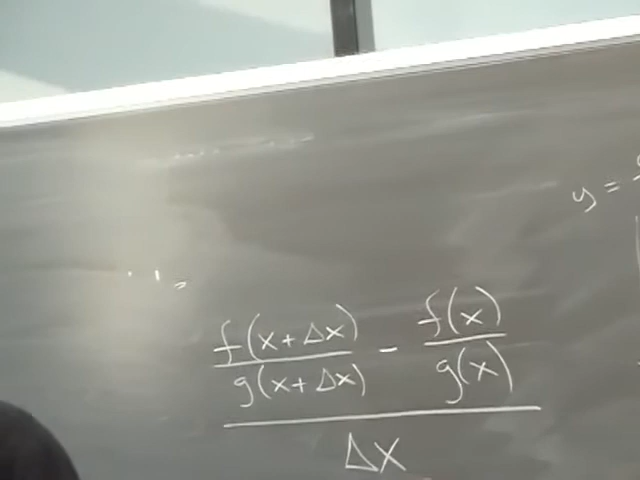 y =
f(x+Δx) f(x)
— - —
g(x+Δx) g(x)
Δx